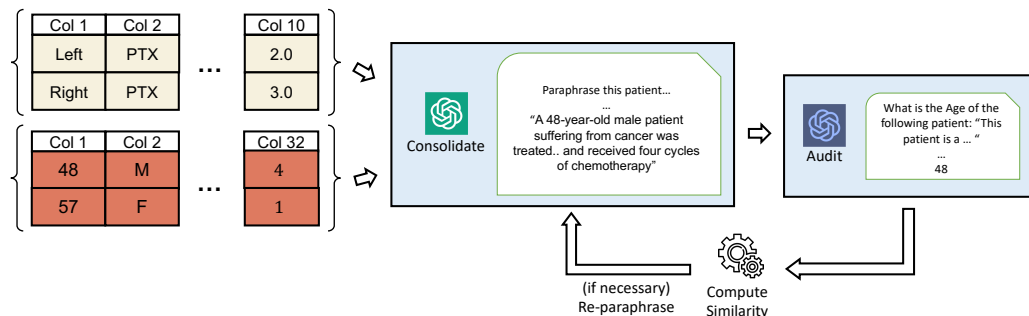 Col 1 Col 2 Col 10
Left PTX ... 2.0
Right PTX 3.0
Col 1 Col 2 Col 32
48 M ... 4
57 F 1
Consolidate
Paraphrase this patient...
...
“A 48-year-old male patient
suffering from cancer was
treated.. and received four cycles
of chemotherapy”
Audit
What is the Age of the
following patient: “This
patient is a ... “
...
48
(if necessary)
Re-paraphrase
Compute
Similarity